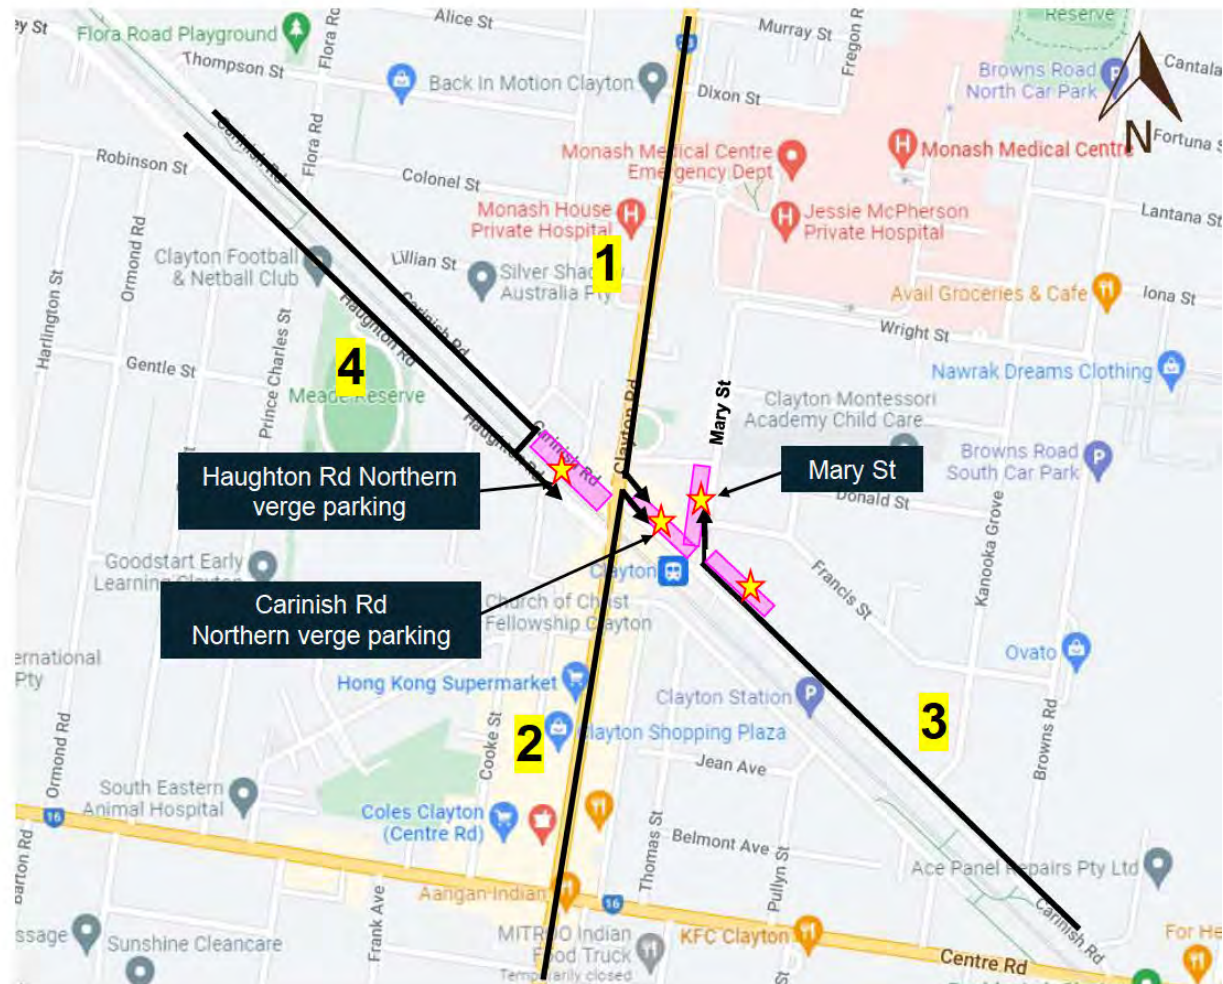 ey St
Flora Road Playground
Flora Rd
Alice St
Murray St
Fregon R
Reserve
Thompson St
Back In Motion Clayton
Dixon St
Browns Road
North Car Park
Cantala
N
Fortuna S
Robinson St
Carinish Rd
Flora Rd
Colonel St
Monash Medical Centre
Emergency Dept
Monash Medical Centre
Ormond Rd
Monash House
Private Hospital
Jessie McPherson
Private Hospital
Lantana St
Clayton Football
& Netball Club
Lillian St
Silver Shad
Australia Pty
1
Avail Groceries & Cafe
Iona St
Harlington St
Prince Charles St
Haughton Rd
Carinish Rd
Wright St
Gentle St
4
Meade Reserve
Nawrak Dreams Clothing
Clayton Rd
Mary St
Clayton Montessori
Academy Child Care...
Haughton Rd
Carinish Rd
Browns Road
South Car Park
Haughton Rd Northern
verge parking
Mary St
Donald St
Goodstart Early
Learning Clayton
Clayton
Francis St
Kanooka Grove
Carinish Rd
Northern verge parking
Church of Christ
Fellowship Clayton
ernational
Pty
Ovato
Hong Kong Supermarket
Clayton Station
3
2
Clayton Shopping Plaza
Ormond Rd
Cooke St
Jean Ave
Browns Rd
South Eastern
Animal Hospital
16
Coles Clayton
(Centre Rd)
Thomas St
Belmont Ave
Pullyn St
Barton Rd
Ace Panel Repairs Pty Ltd
Aangan Indian
16
Frank Ave
Carinish Rd
ssage
Sunshine Cleancare
MITROO Indian
Food Truck
Temporarily closed
KFC Clayton
St
Centre Rd
For He